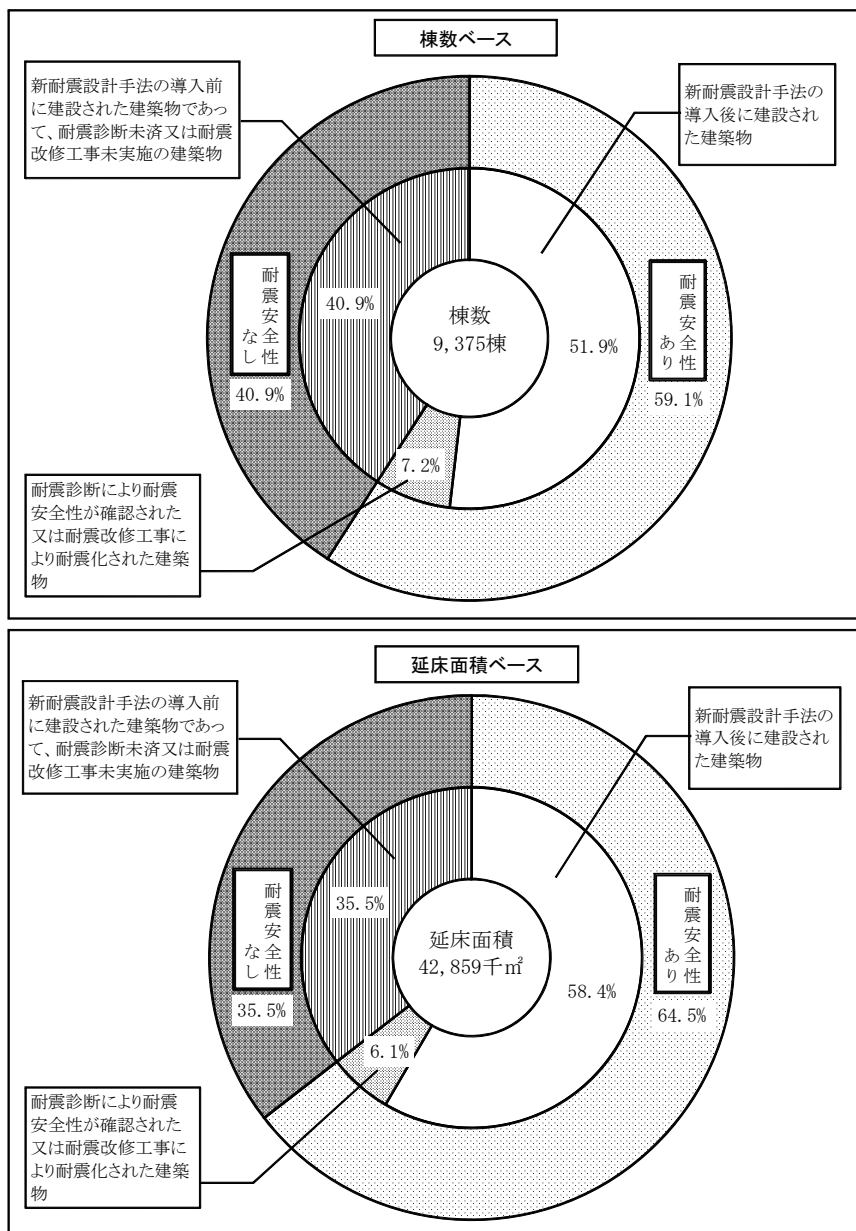 棟数ベース
新耐震設計手法の導入前
に建設された建築物であっ
て、耐震診断未済又は耐震
改修工事未実施の建築物
新耐震設計手法の
導入後に建設され
た建築物
耐震安全性
なし
40.9%
40.9%
棟数
9,375棟
51.9%
耐震安全性
あり
59.1%
7.2%
耐震診断により耐震
安全性が確認された
又は耐震改修工事に
より耐震化された建築
物
延床面積ベース
新耐震設計手法の導入前
に建設された建築物であっ
て、耐震診断未済又は耐震
改修工事未実施の建築物
新耐震設計手法の
導入後に建設され
た建築物
耐震安全性
なし
35.5%
35.5%
延床面積
42,859千㎡
58.4%
耐震安全性
あり
64.5%
6.1%
耐震診断により耐震
安全性が確認された
又は耐震改修工事に
より耐震化された建築
物